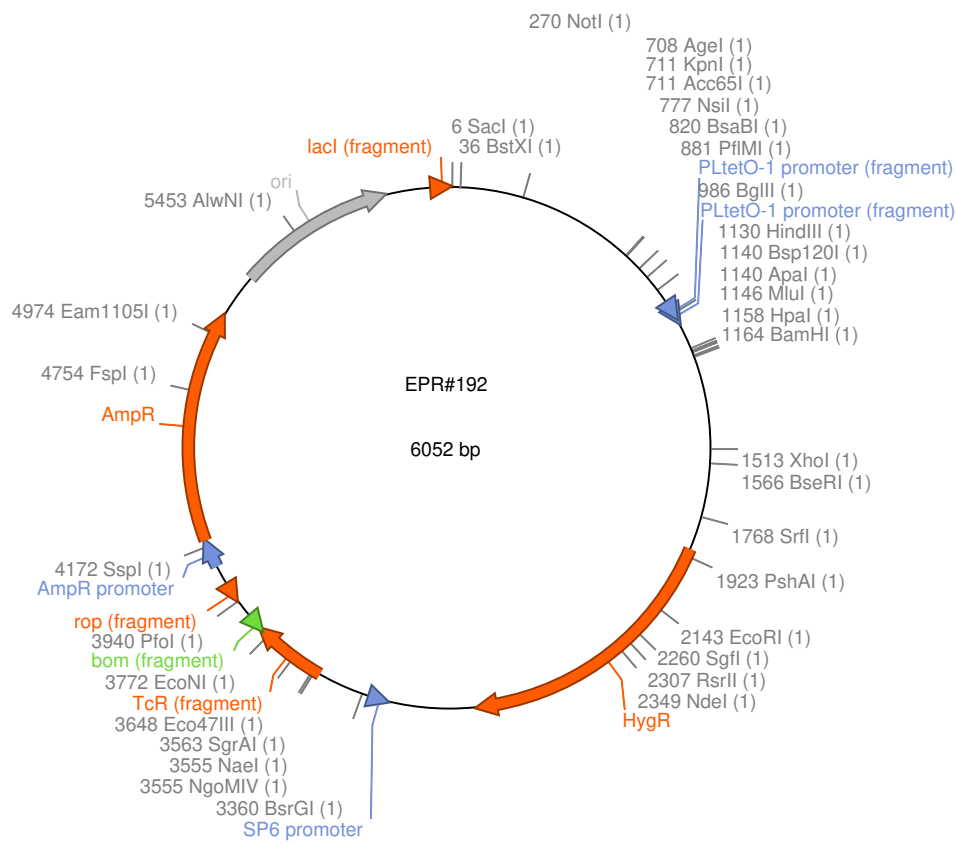 270 NotI (1)
708 AgeI (1)
711 KpnI (1)
711 Acc65I (1)
777 NsiI (1)
820 BsaBI (1)
881 PflMI (1)
PLtetO-1 promoter (fragment)
986 BglII (1)
PLtetO-1 promoter (fragment)
1130 HindIII (1)
1140 Bsp120I (1)
1140 ApaI (1)
1146 MluI (1)
1158 HpaI (1)
1164 BamHI (1)
6 SacI (1)
36 BstXI (1)
lacI (fragment)
ori
5453 AlwNI (1)
4974 Eam1105I (1)
4754 FspI (1)
AmpR
EPR#192
6052 bp
1513 XhoI (1)
1566 BseRI (1)
1768 SrfI (1)
1923 PshAI (1)
2143 EcoRI (1)
2260 SgfI (1)
2307 RsrII (1)
2349 NdeI (1)
HygR
4172 SspI (1)
AmpR promoter
rop (fragment)
3940 PfoI (1)
bom (fragment)
3772 EcoNI (1)
TcR (fragment)
3648 Eco47III (1)
3563 SgrAI (1)
3555 NaeI (1)
3555 NgoMIV (1)
3360 BsrGI (1)
SP6 promoter